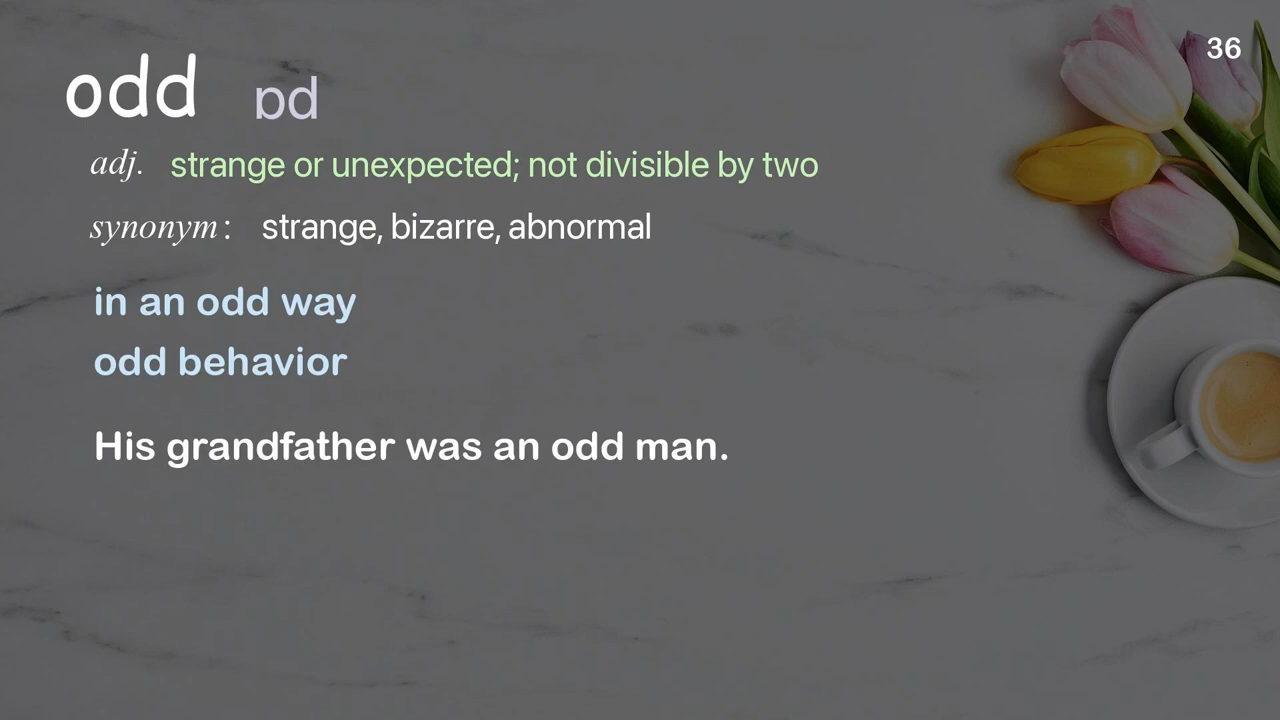 36
odd ɒd
adj. strange or unexpected; not divisible by two
synonym: strange, bizarre, abnormal
in an odd way
odd behavior
His grandfather was an odd man.